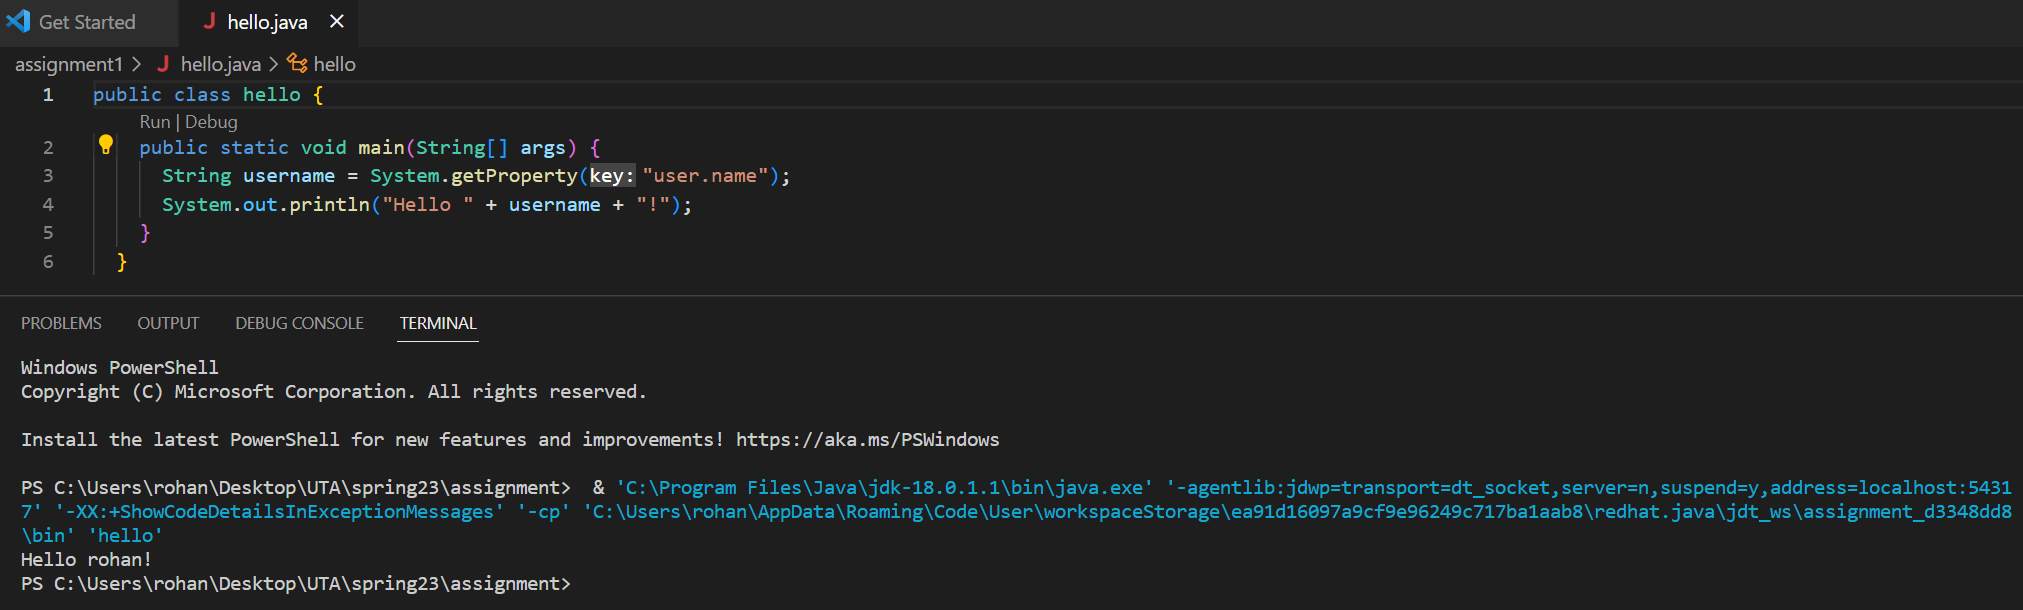 Get Started hello.java
assignment1 > hello.java > hello
1 public class hello {
Run | Debug
2 public static void main(String[] args) {
3 String username = System.getProperty(key: "user.name");
4 System.out.println("Hello " + username + "!");
5 }
6 }
PROBLEMS OUTPUT DEBUG CONSOLE TERMINAL
Windows PowerShell
Copyright (C) Microsoft Corporation. All rights reserved.
Install the latest PowerShell for new features and improvements! https://aka.ms/PSWindows
PS C:\Users\rohan\Desktop\UTA\spring23\assignment>  & 'C:\Program Files\Java\jdk-18.0.1.1\bin\java.exe' '-agentlib:jdwp=transport=dt_socket,server=n,suspend=y,address=localhost:5431
7' '-XX:+ShowCodeDetailsInExceptionMessages' '-cp' 'C:\Users\rohan\AppData\Roaming\Code\User\workspaceStorage\ea91d16097a9cf9e96249c717ba1aab8\redhat.java\jdt_ws\assignment_d3348dd8
\bin' 'hello'
Hello rohan!
PS C:\Users\rohan\Desktop\UTA\spring23\assignment>